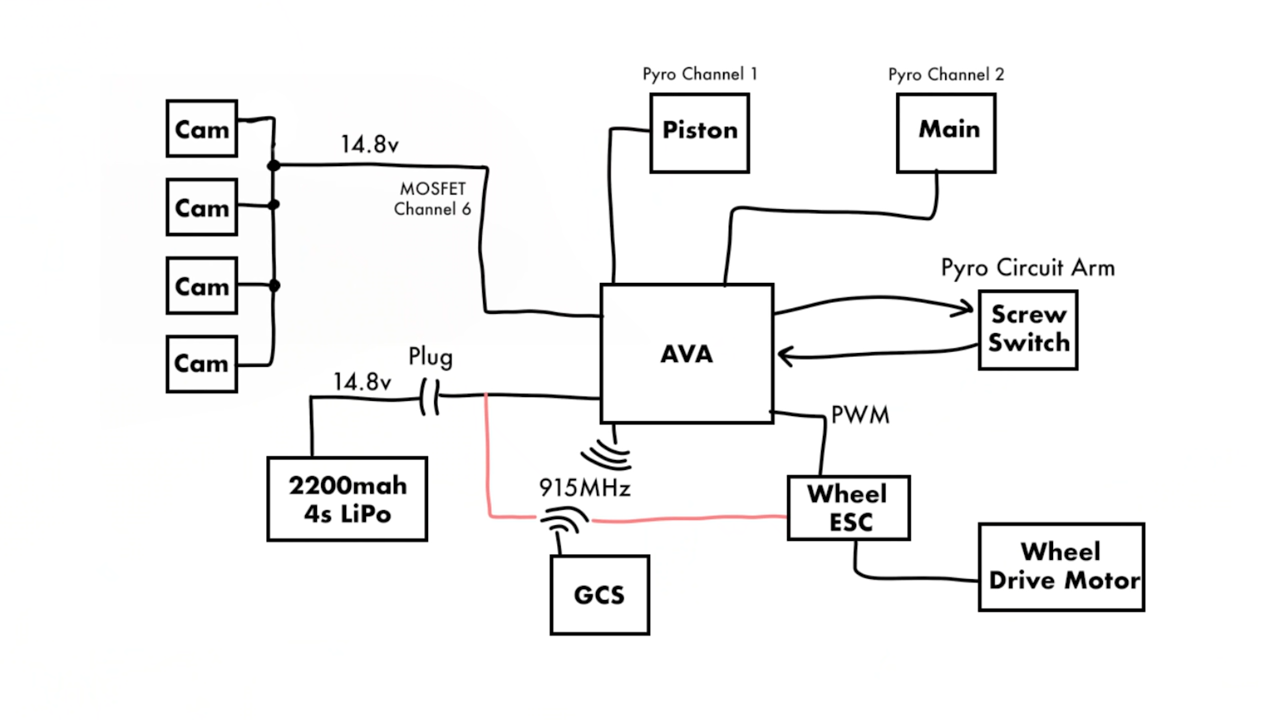 Pyro Channel 1
Pyro Channel 2
Cam
14.8v
Piston
Main
MOSFET
Channel 6
Cam
Pyro Circuit Arm
Cam
Screw
Switch
AVA
Plug
Cam
14.8v
PWM
2200mah
4s LiPo
915MHz
Wheel
ESC
Wheel
Drive Motor
GCS